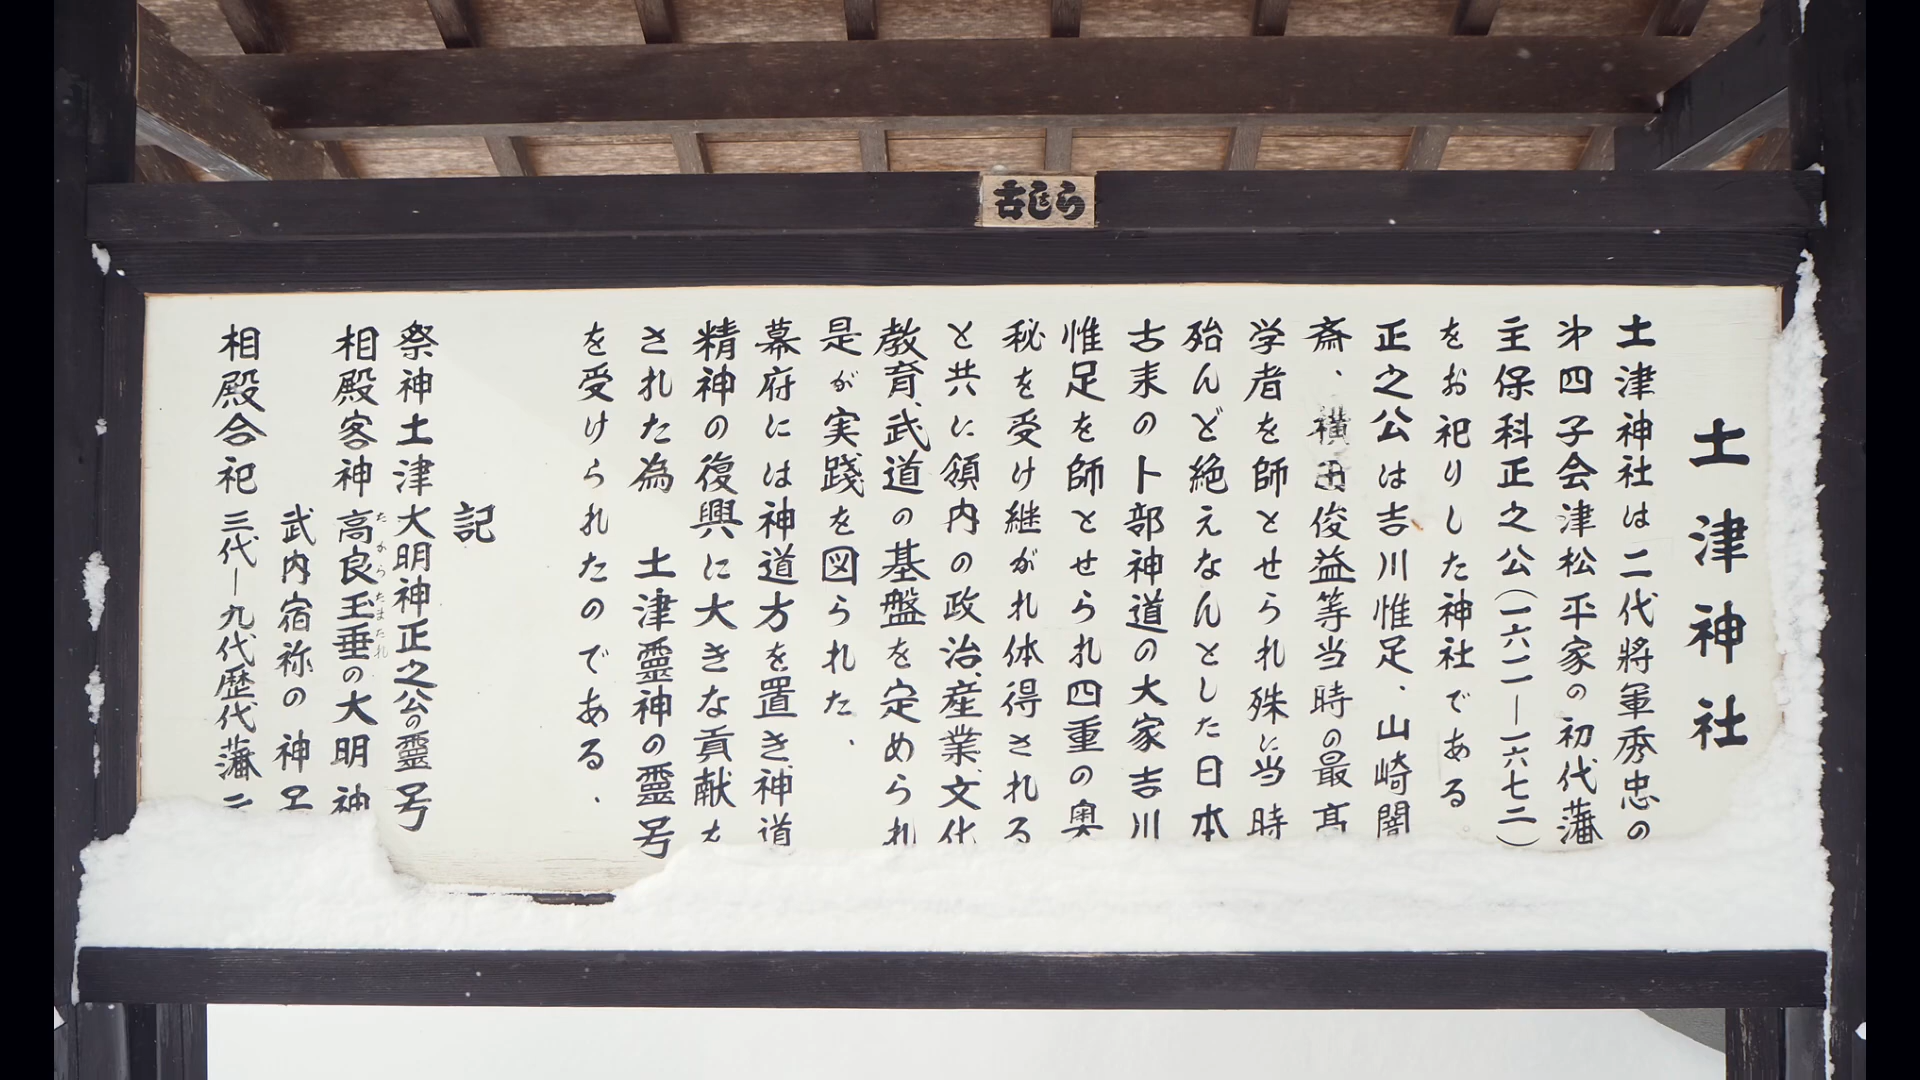 古じら
土津神社
土津神社は二代將軍秀忠の
㐧四子会津松平家の初代藩
主保科正之公(一六一一―一六七二)
をお祀りした神社である
正之公は吉川惟足、山崎闇
斎、横田俊益等当時の最高
学者を師とせられ殊に当時
殆んど絶えなんとした日本
古来の卜部神道の大家吉川
惟足を師とせられ四重の奥
秘を受け継がれ体得される
と共に領内の政治、産業、文化
教育、武道の基盤を定められ
是が実践を図られた、
幕府には神道方を置き、神道
精神の復興に大きな貢献を
された為 土津靈神の靈号
を受けられたのである、
記
祭神土津大明神正之公の靈号
相殿客神高良玉垂の大明神
たからたまたれ
武内宿祢の神
相殿合祀三代―九代歴代藩